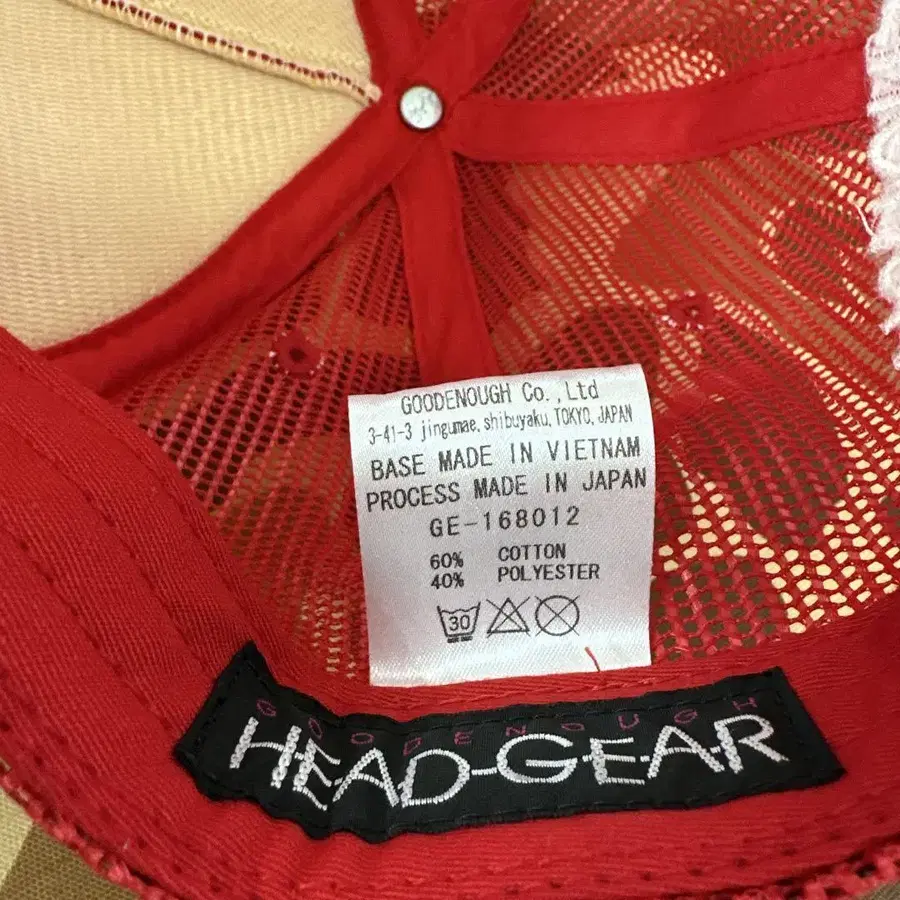 GOODENOUGH Co.,Ltd
3-41-3 jingumae, shibuyaku, TOKYO, JAPAN
BASE MADE IN VIETNAM
PROCESS MADE IN JAPAN
GE-168012
60% COTTON
40% POLYESTER
30
GOODENOUGH
HEAD-GEAR